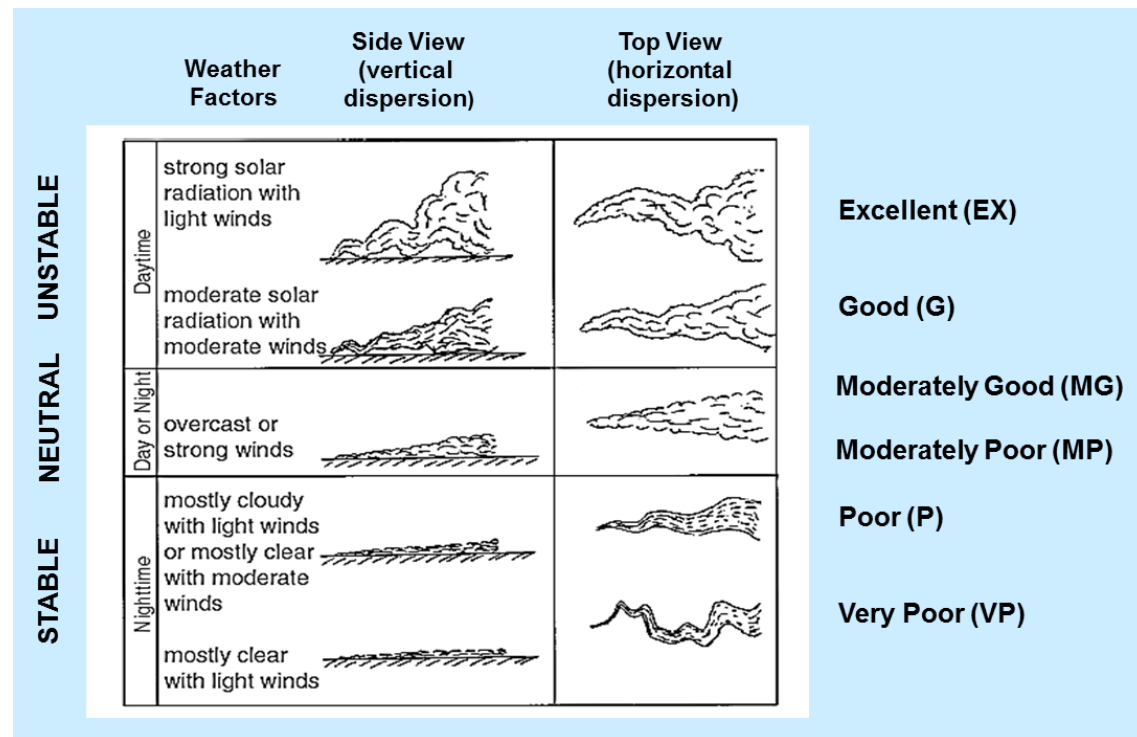 Weather
Factors
Side View
(vertical
dispersion)
Top View
(horizontal
dispersion)
UNSTABLE
NEUTRAL
STABLE
Daytime
strong solar
radiation with
light winds
Excellent (EX)
moderate solar
radiation with
moderate winds
Good (G)
Day or Night
overcast or
strong winds
Moderately Good (MG)
Moderately Poor (MP)
Nighttime
mostly cloudy
with light winds
or mostly clear
with moderate
winds
Poor (P)
mostly clear
with light winds
Very Poor (VP)